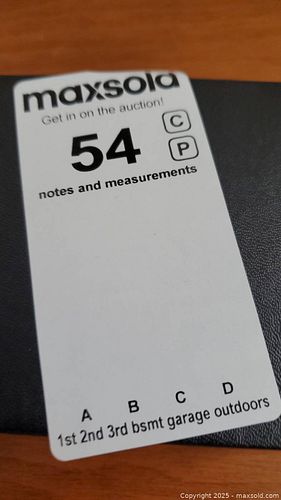 maxsold
Get in on the auction!
54
C
P
notes and measurements
A B C D
1st 2nd 3rd bsmt garage outdoors
Copyright 2025 - maxsold.com